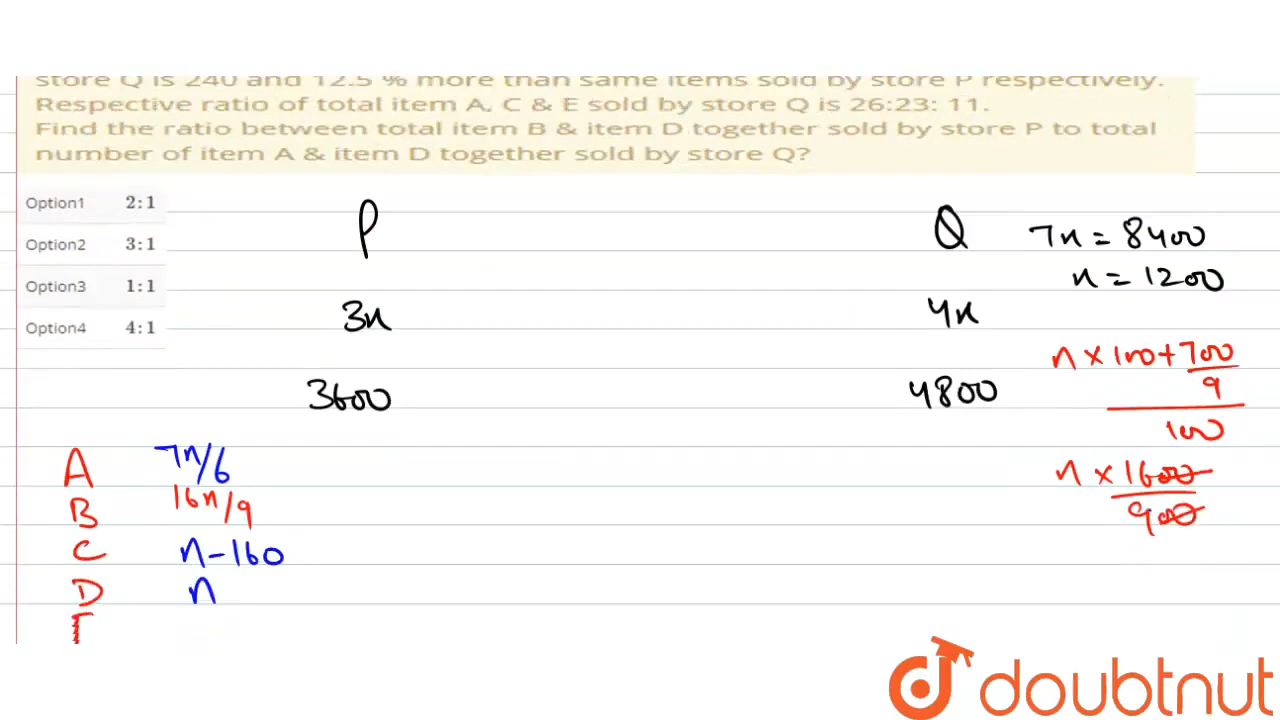 store Q is 240 and 12.5 % more than same items sold by store P respectively.
Respective ratio of total item A, C & E sold by store Q is 26:23: 11.
Find the ratio between total item B & item D together sold by store P to total
number of item A & item D together sold by store Q?
Option1 2:1
Option2 3:1
Option3 1:1
Option4 4:1
P Q
7x = 8400
x = 1200
3x 4x
3600 4800
n × 100 + 700/9
100
n × 1600
900
A 7n/6
B 16n/9
C n - 160
D n
doubtnut